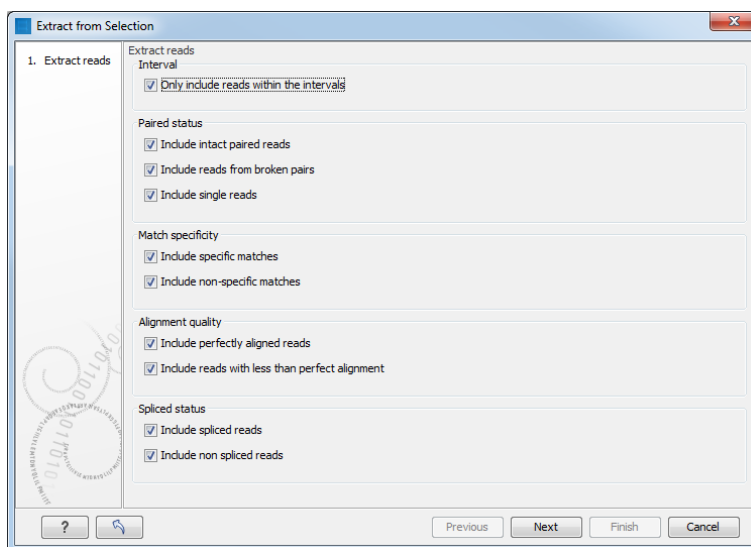 Extract from Selection
1. Extract reads
Extract reads
Interval
Only include reads within the intervals
Paired status
Include intact paired reads
Include reads from broken pairs
Include single reads
Match specificity
Include specific matches
Include non-specific matches
Alignment quality
Include perfectly aligned reads
Include reads with less than perfect alignment
Spliced status
Include spliced reads
Include non spliced reads
?
Previous
Next
Finish
Cancel